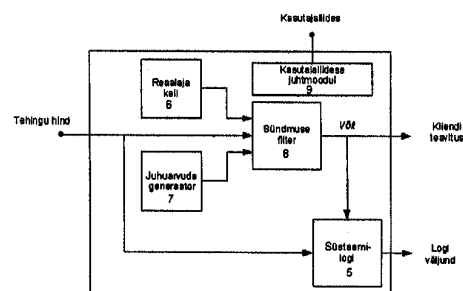 Kasutajaliides
Kasutajaliidese
juhtmoodul
9
Reaalaja
kell
6
Tehingu hind
Sündmuse
filter
8
Võit
Kliendi
teavitus
Juhuarvude
generaator
7
Süsteemi-
logi
5
Logi
väljund